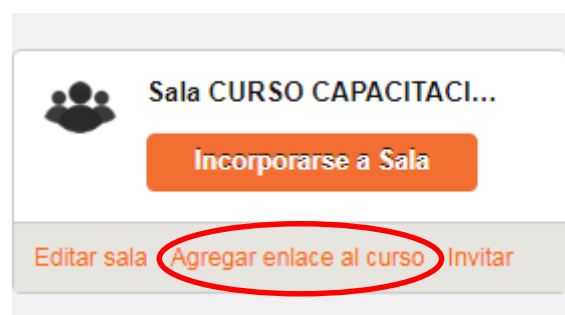 Sala CURSO CAPACITACI...
Incorporarse a Sala
Editar sala Agregar enlace al curso Invitar